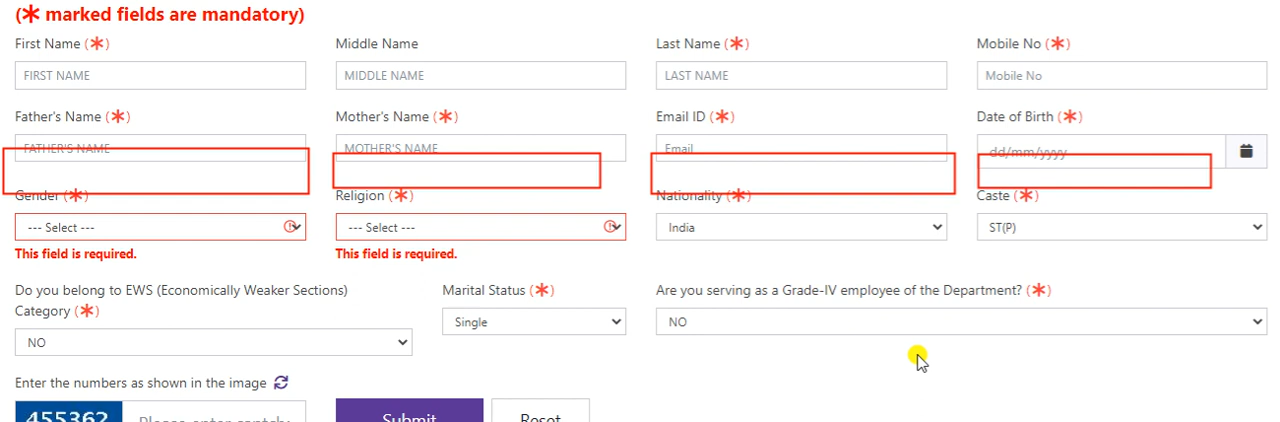 (* marked fields are mandatory)
First Name (*) Middle Name Last Name (*) Mobile No (*)
FIRST NAME MIDDLE NAME LAST NAME Mobile No
Father's Name (*) Mother's Name (*) Email ID (*) Date of Birth (*)
FATHER'S NAME MOTHER'S NAME Email dd/mm/yyyy
Gender (*) Religion (*) Nationality (*) Caste (*)
--- Select --- --- Select --- India ST(P)
This field is required. This field is required.
Do you belong to EWS (Economically Weaker Sections)
Category (*)
Marital Status (*) Are you serving as a Grade-IV employee of the Department? (*)
NO Single NO
Enter the numbers as shown in the image
455362 Please enter captcha Submit Reset